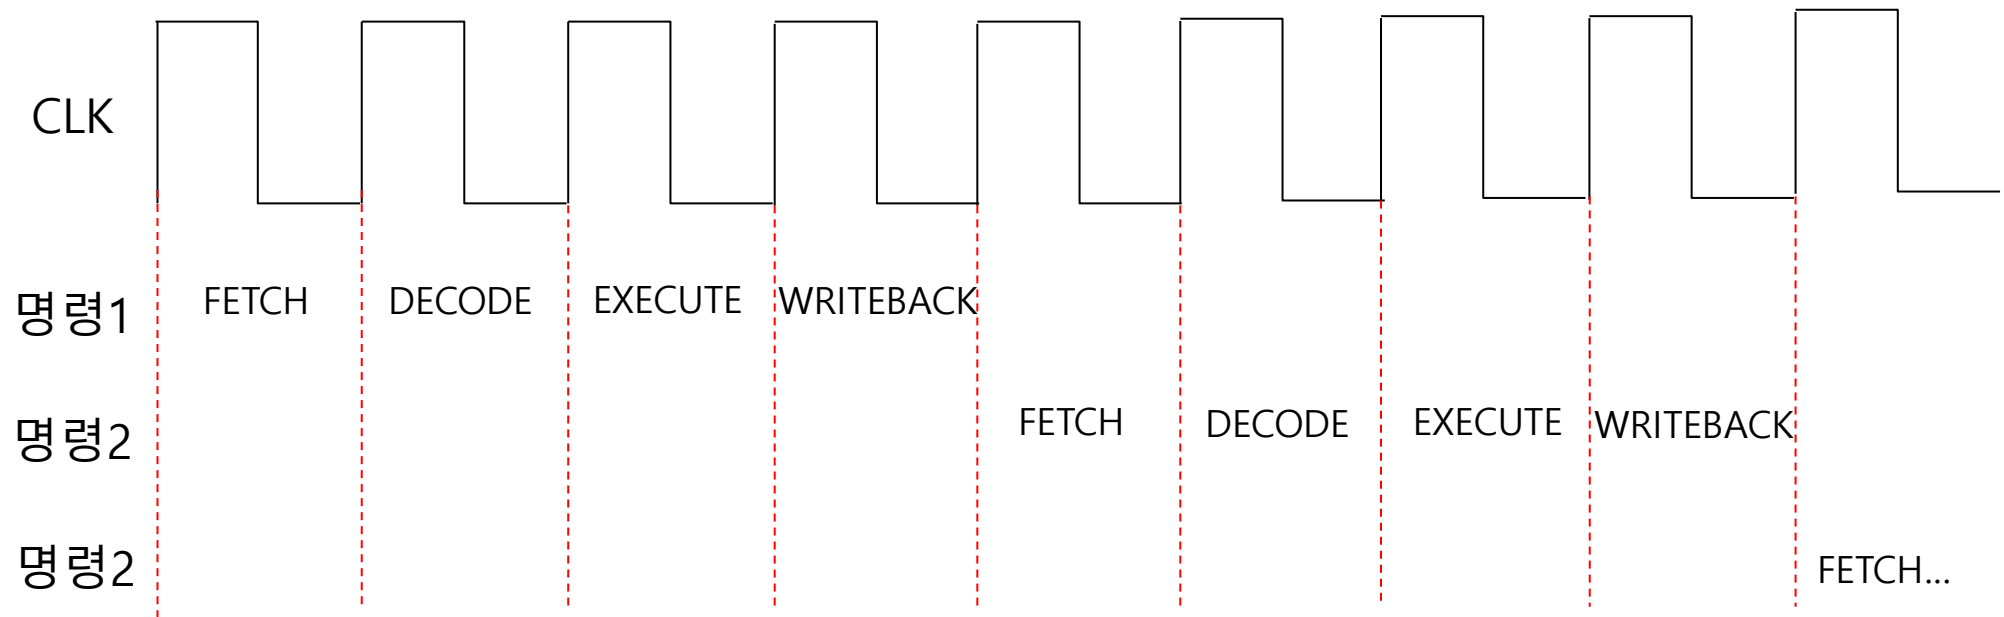 CLK
명령1 FETCH DECODE EXECUTE WRITEBACK
명령2 FETCH DECODE EXECUTE WRITEBACK
명령2 FETCH...